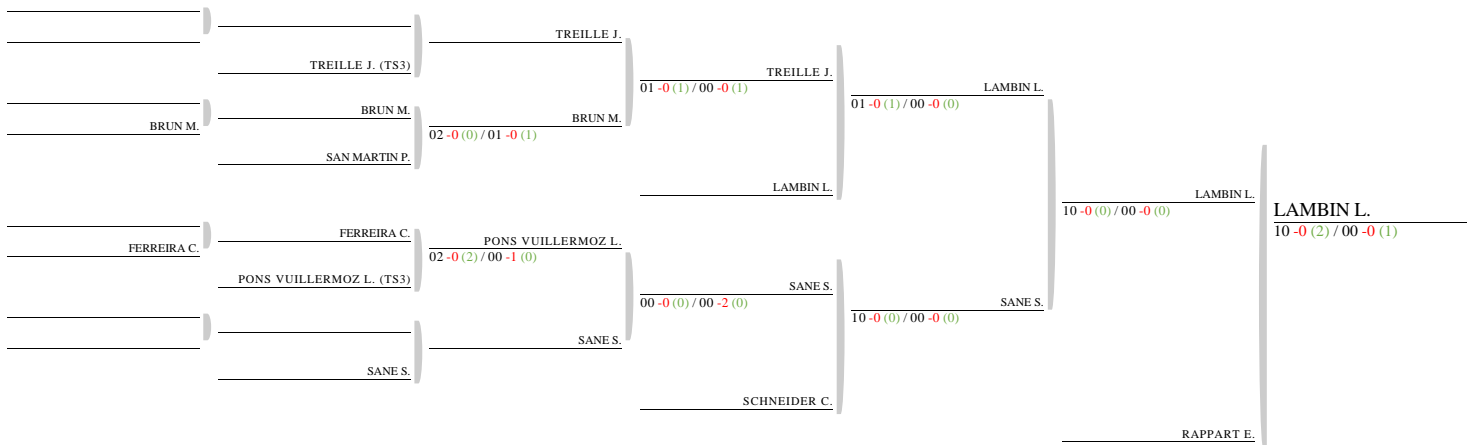 TREILLE J. (TS3)
BRUN M.
BRUN M.
SAN MARTIN P.
FERREIRA C.
FERREIRA C.
PONS VUILLERMOZ L. (TS3)
SANE S.
TREILLE J.
BRUN M.
02 -0 (0) / 01 -0 (1)
PONS VUILLERMOZ L.
02 -0 (2) / 00 -1 (0)
SANE S.
TREILLE J.
01 -0 (1) / 00 -0 (1)
LAMBIN L.
SANE S.
00 -0 (0) / 00 -2 (0)
SCHNEIDER C.
LAMBIN L.
01 -0 (1) / 00 -0 (0)
SANE S.
10 -0 (0) / 00 -0 (0)
LAMBIN L.
10 -0 (0) / 00 -0 (0)
RAPPART E.
LAMBIN L.
10 -0 (2) / 00 -0 (1)